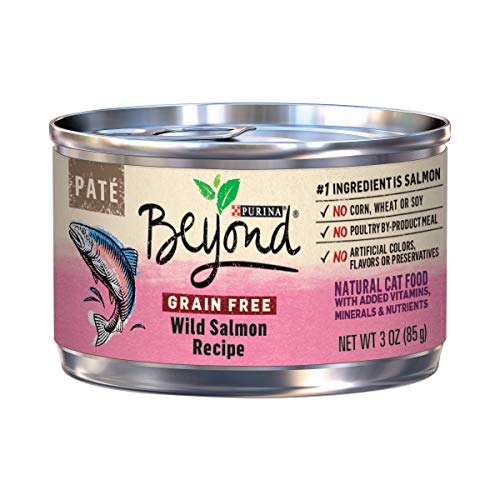 PATÉ
PURINA
Beyond®
GRAIN FREE
Wild Salmon
Recipe
#1 INGREDIENT IS SALMON
✓ NO CORN, WHEAT OR SOY
✓ NO POULTRY BY-PRODUCT MEAL
✓ NO ARTIFICIAL COLORS,
FLAVORS OR PRESERVATIVES
NATURAL CAT FOOD
WITH ADDED VITAMINS,
MINERALS & NUTRIENTS
NET WT 3 OZ (85 g)